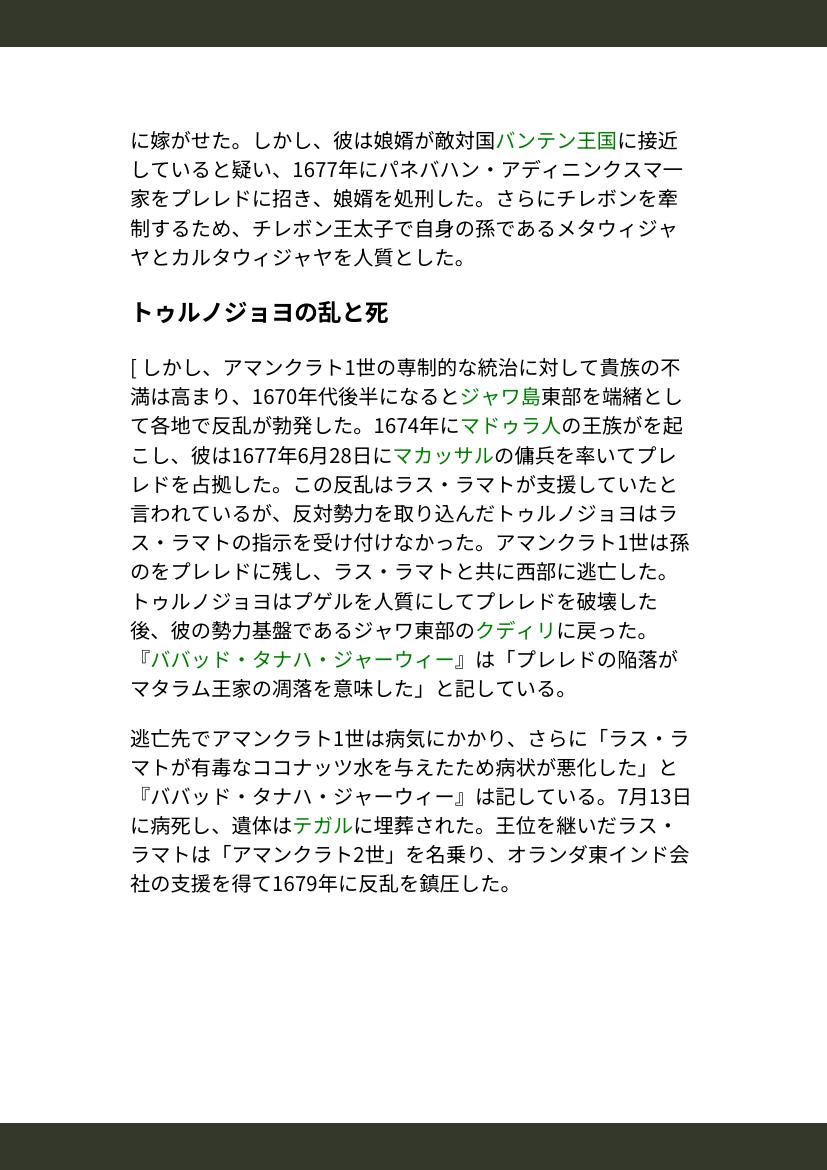 に嫁がせた。しかし、彼は娘婿が敵対国バンテン王国に接近
していると疑い、1677年にパネバハン・アディニンクスマー
家をプレレドに招き、娘婿を処刑した。さらにチレボンを牽
制するため、チレボン王太子で自身の孫であるメタウィジャ
ヤとカルタウィジャヤを人質とした。
トゥルノジョヨの乱と死
[ しかし、アマンクラト1世の専制的な統治に対して貴族の不
満は高まり、1670年代後半になるとジャワ島東部を端緒とし
て各地で反乱が勃発した。1674年にマドゥラ人の王族がを起
こし、彼は1677年6月28日にマカッサルの傭兵を率いてプレ
レドを占拠した。この反乱はラス・ラマトが支援していたと
言われているが、反対勢力を取り込んだトゥルノジョヨはラ
ス・ラマトの指示を受け付けなかった。アマンクラト1世は孫
のをプレレドに残し、ラス・ラマトと共に西部に逃亡した。
トゥルノジョヨはプゲルを人質にしてプレレドを破壊した
後、彼の勢力基盤であるジャワ東部のクディリに戻った。
『ババッド・タナハ・ジャーウィー』は「プレレドの陥落が
マタラム王家の凋落を意味した」と記している。
逃亡先でアマンクラト1世は病気にかかり、さらに「ラス・ラ
マトが有毒なココナッツ水を与えたため病状が悪化した」と
『ババッド・タナハ・ジャーウィー』は記している。7月13日
に病死し、遺体はテガルに埋葬された。王位を継いだラス・
ラマトは「アマンクラト2世」を名乗り、オランダ東インド会
社の支援を得て1679年に反乱を鎮圧した。